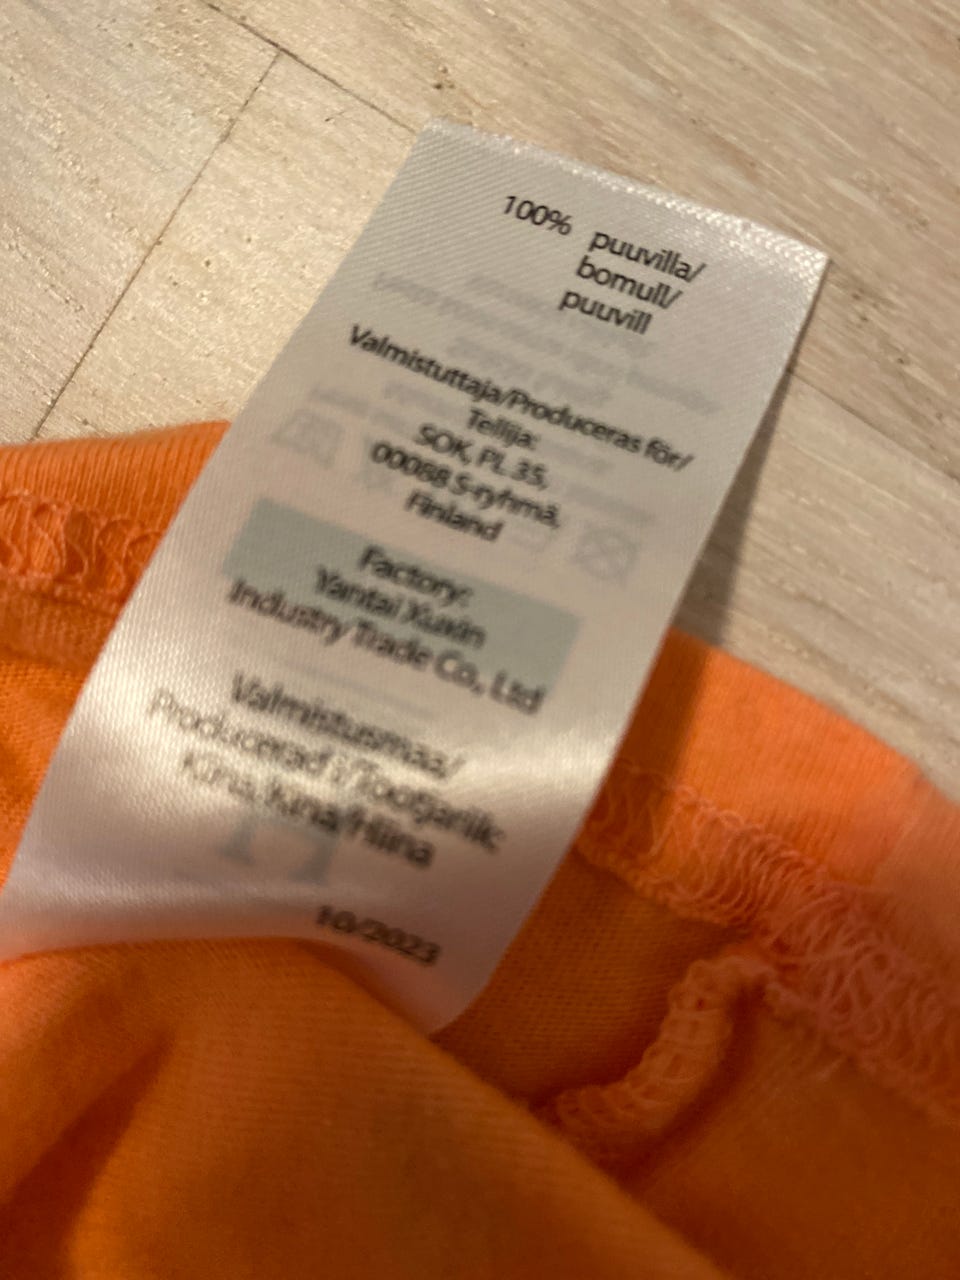 100% puuvilla/
bomull/
puuvill
Valmistuttaja/Produceras för/
Tellija:
SOK, PL 35,
00088 S-ryhmä,
Finland
Factory:
Yantai Xuxin
Industry Trade Co., Ltd
Valmistusmaa/
Producerad i/Tootjariik:
Kiina, Kina/Hiina
10/2023